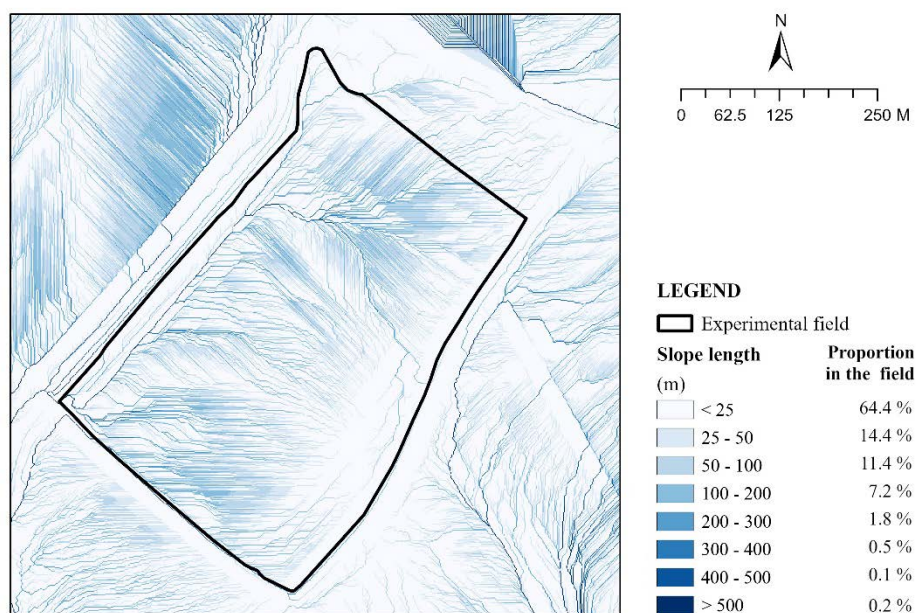 N
0 62.5 125 250 M
LEGEND
Experimental field
Slope length Proportion
(m) in the field
< 25 64.4 %
25 - 50 14.4 %
50 - 100 11.4 %
100 - 200 7.2 %
200 - 300 1.8 %
300 - 400 0.5 %
400 - 500 0.1 %
> 500 0.2 %